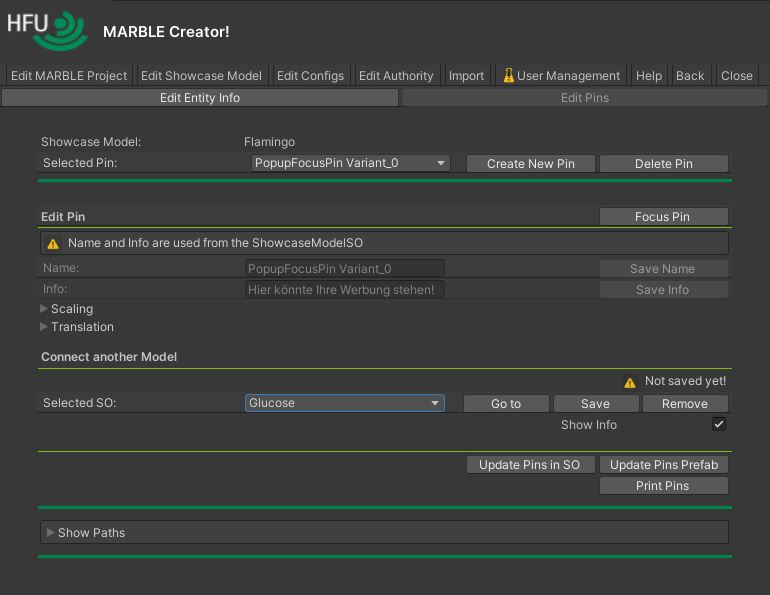 HFU MARBLE Creator!
Edit MARBLE Project Edit Showcase Model Edit Configs Edit Authority Import User Management Help Back Close
Edit Entity Info Edit Pins
Showcase Model: Flamingo
Selected Pin: PopupFocusPin Variant_0 Create New Pin Delete Pin
Edit Pin Focus Pin
Name and Info are used from the ShowcaseModelSO
Name: PopupFocusPin Variant_0 Save Name
Info: Hier könnte Ihre Werbung stehen! Save Info
Scaling
Translation
Connect another Model
Not saved yet!
Selected SO: Glucose Go to Save Remove
Show Info
Update Pins in SO Update Pins Prefab
Print Pins
Show Paths